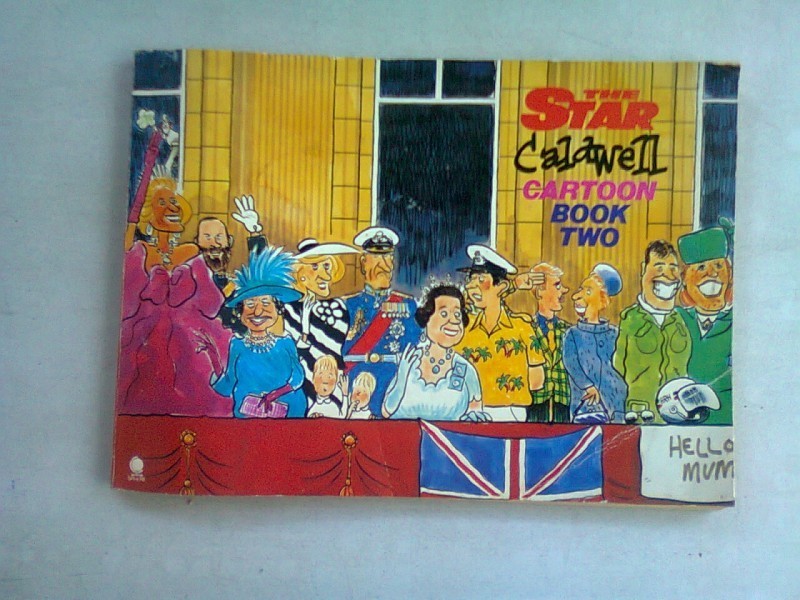 THE
STAR
Caldwell
CARTOON
BOOK
TWO
HELLO
MUM